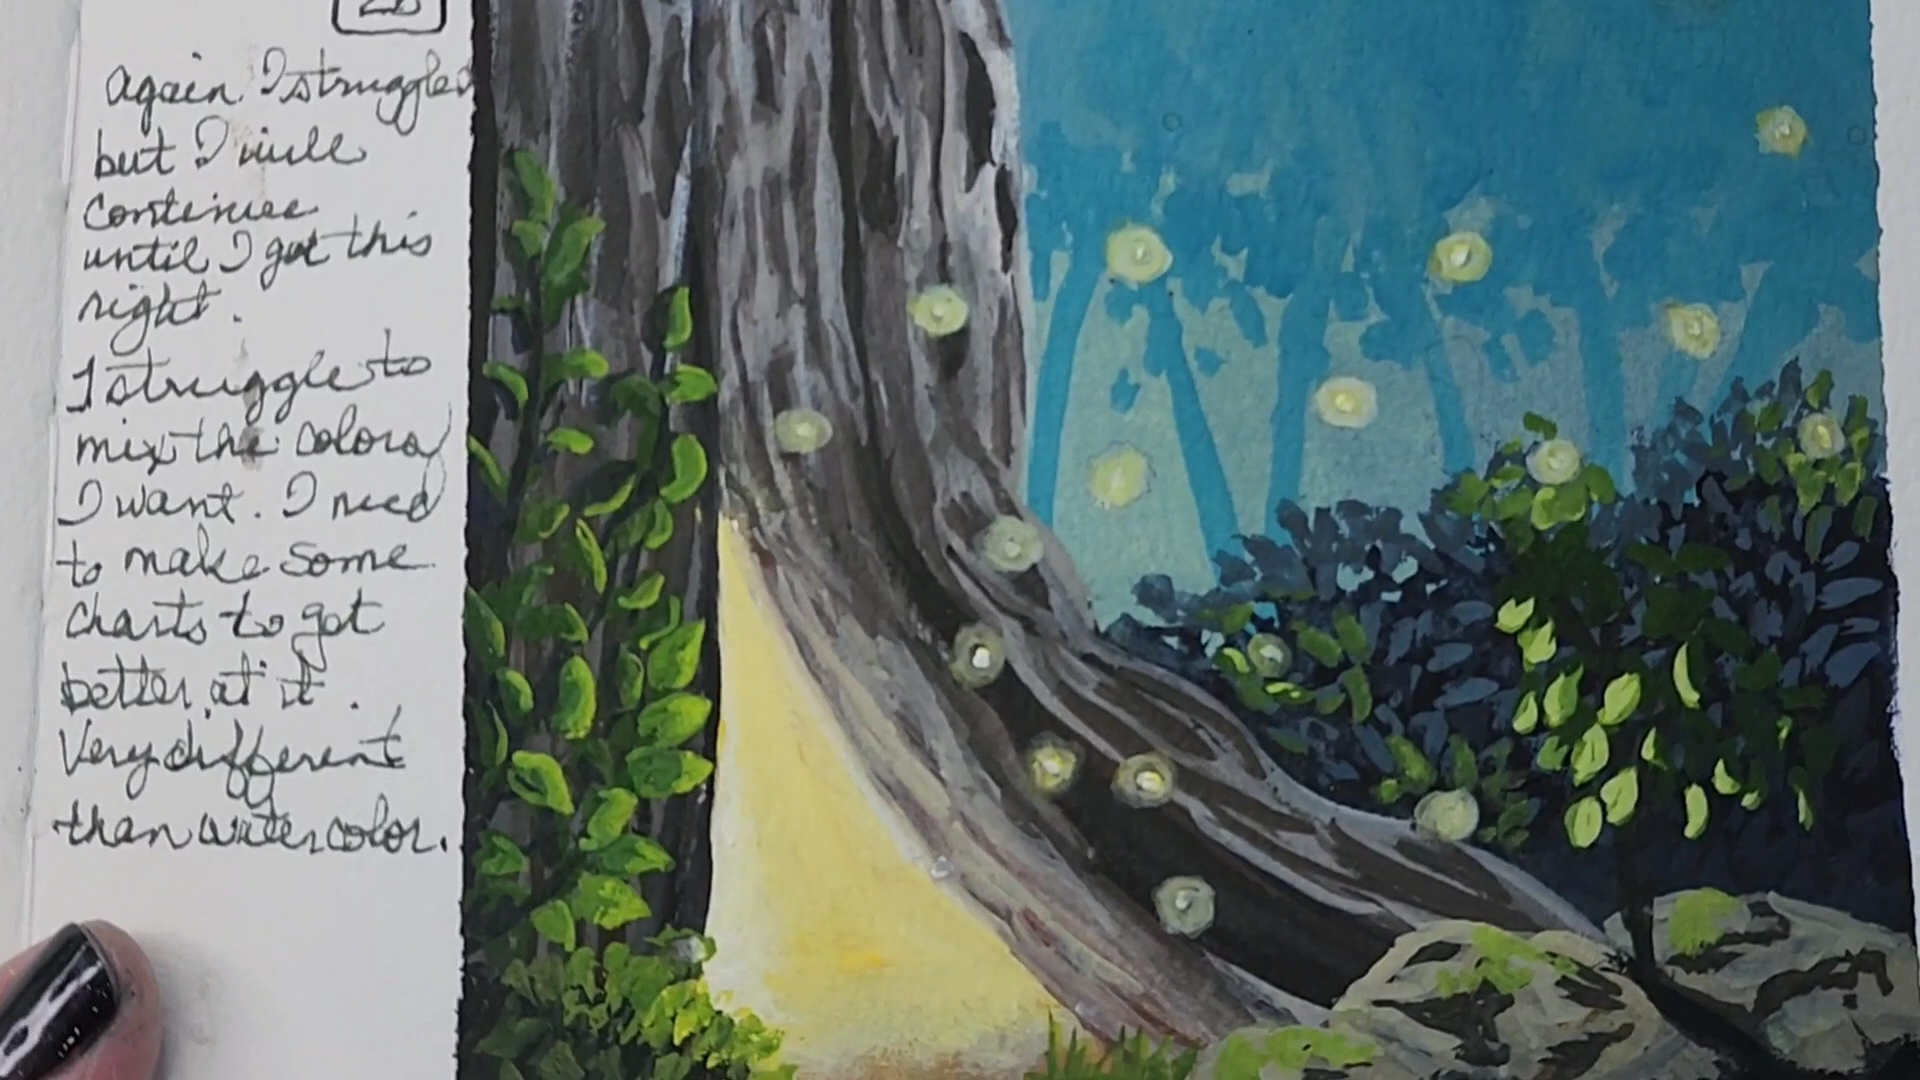 again. I struggled
but I will
continue
until I get this
right.
I struggle to
mix the colors
I want. I need
to make some
charts to get
better at it.
Very different
than watercolor.